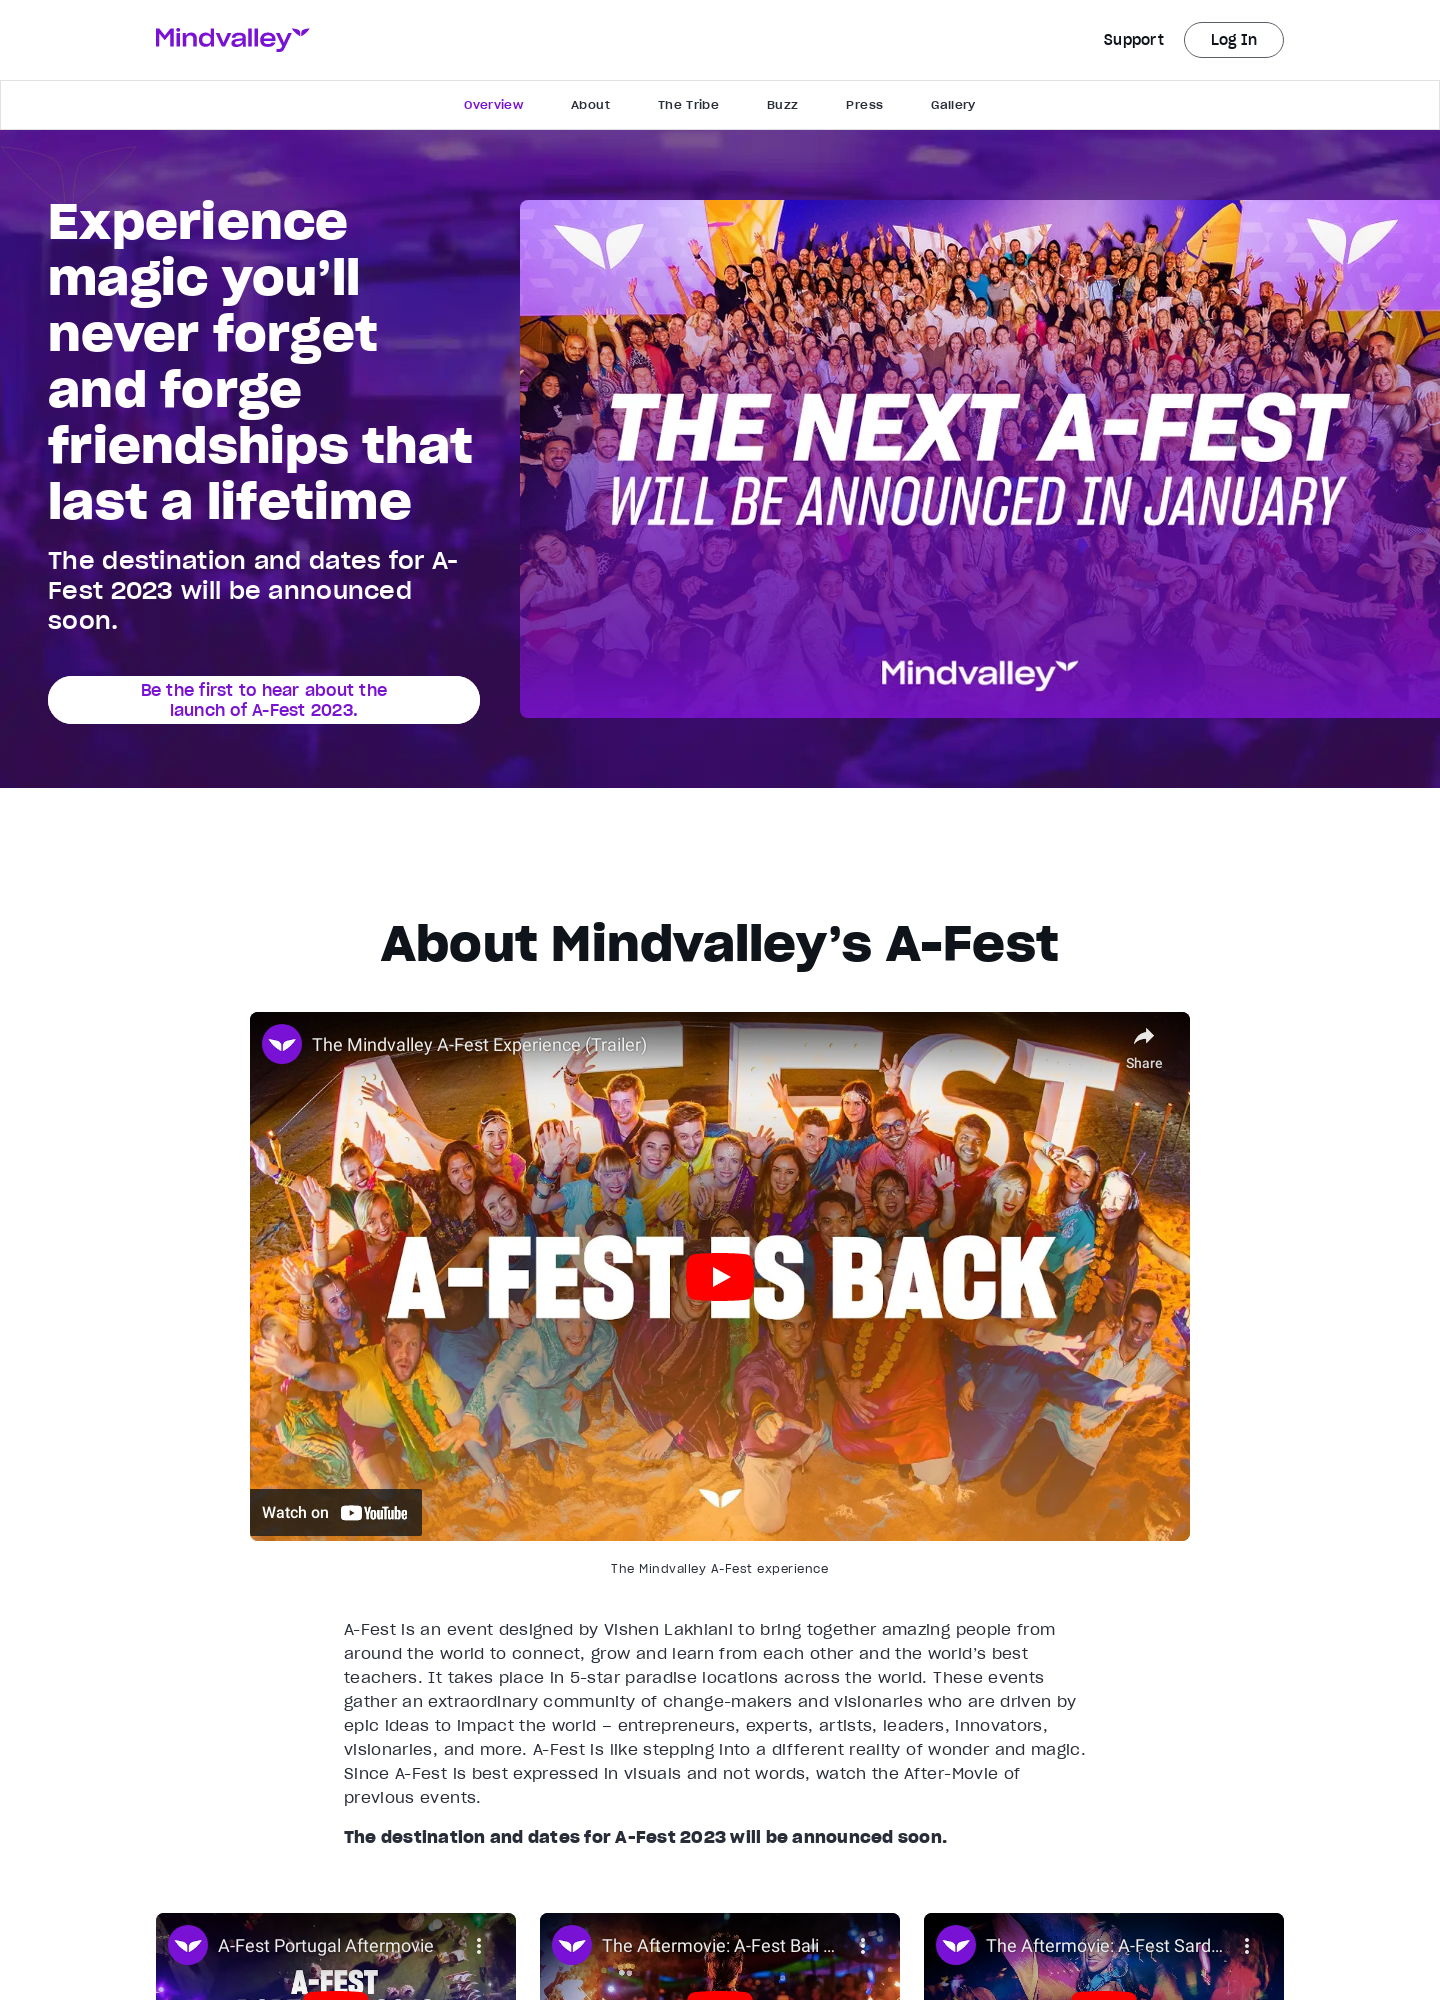 Mindvalley
Support
Log In
Overview
About
The Tribe
Buzz
Press
Gallery
Experience
magic you’ll
never forget
and forge
friendships that
last a lifetime
The destination and dates for A-
Fest 2023 will be announced
soon.
Be the first to hear about the
launch of A-Fest 2023.
THE NEXT A-FEST
WILL BE ANNOUNCED IN JANUARY
Mindvalley
About Mindvalley’s A-Fest
The Mindvalley A-Fest Experience (Trailer)
Share
A-FEST
A-FEST IS BACK
Watch on YouTube
The Mindvalley A-Fest experience
A-Fest is an event designed by Vishen Lakhiani to bring together amazing people from
around the world to connect, grow and learn from each other and the world’s best
teachers. It takes place in 5-star paradise locations across the world. These events
gather an extraordinary community of change-makers and visionaries who are driven by
epic ideas to impact the world – entrepreneurs, experts, artists, leaders, innovators,
visionaries, and more. A-Fest is like stepping into a different reality of wonder and magic.
Since A-Fest is best expressed in visuals and not words, watch the After-Movie of
previous events.
The destination and dates for A-Fest 2023 will be announced soon.
A-Fest Portugal Aftermovie
A-FEST
The Aftermovie: A-Fest Bali ...
The Aftermovie: A-Fest Sard...